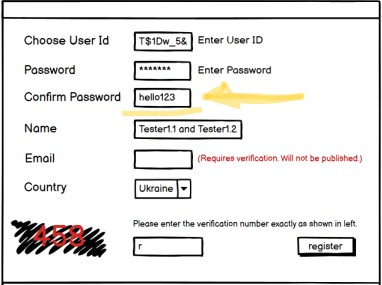 Choose User Id T$1Dw_5& Enter User ID
Password ******* Enter Password
Confirm Password hello123
Name Tester1.1 and Tester1.2
Email (Requires verification. Will not be published.)
Country Ukraine
Please enter the verification number exactly as shown in left.
458 r register